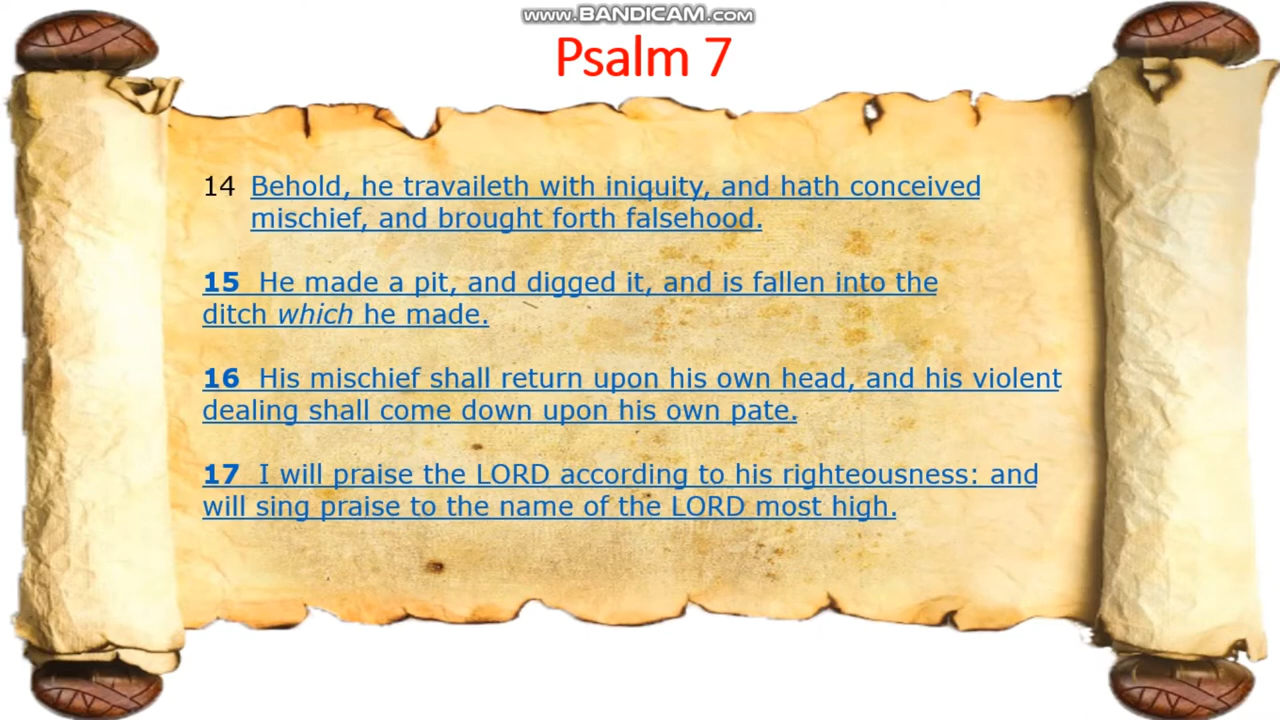 www.BANDICAM.com
Psalm 7
14 Behold, he travaileth with iniquity, and hath conceived
mischief, and brought forth falsehood.
15 He made a pit, and digged it, and is fallen into the
ditch which he made.
16 His mischief shall return upon his own head, and his violent
dealing shall come down upon his own pate.
17 I will praise the LORD according to his righteousness: and
will sing praise to the name of the LORD most high.